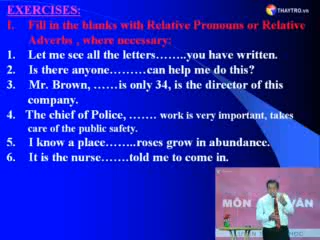 EXERCISES:
THAYTRO.vn
I. Fill in the blanks with Relative Pronouns or Relative
Adverbs , where necessary:
1. Let me see all the letters……..you have written.
2. Is there anyone………can help me do this?
3. Mr. Brown, ……is only 34, is the director of this
company.
4. The chief of Police, ……. work is very important, takes
care of the public safety.
5. I know a place……..roses grow in abundance.
6. It is the nurse…….told me to come in.
MÔN VĂN